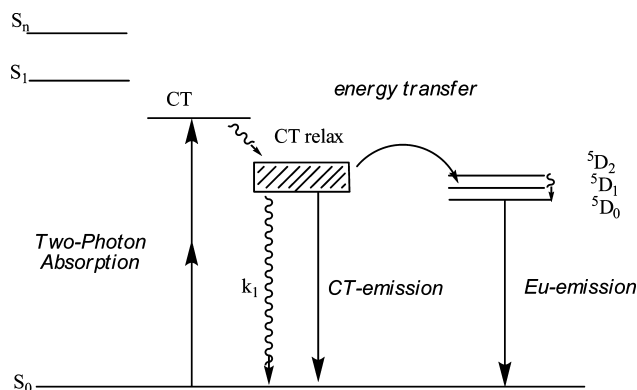 Sn
S1
CT
energy transfer
CT relax
5D2
5D1
5D0
Two-Photon
Absorption
k1
CT-emission
Eu-emission
S0